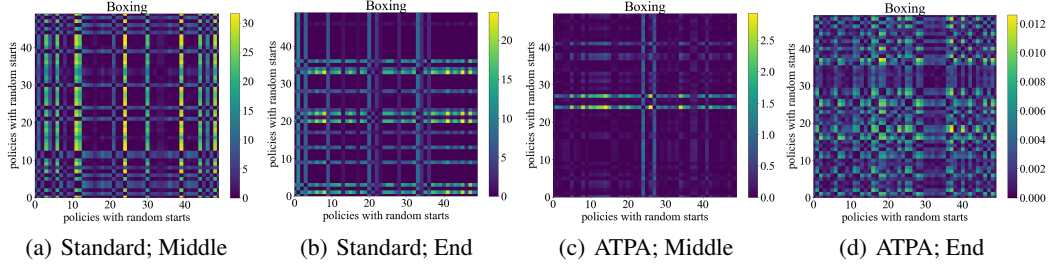 Boxing
policies with random starts
40
30
20
10
0
0 10 20 30 40
policies with random starts
30
25
20
15
10
5
0
(a) Standard; Middle
Boxing
policies with random starts
40
30
20
10
0
0 10 20 30 40
policies with random starts
20
15
10
5
0
(b) Standard; End
Boxing
policies with random starts
40
30
20
10
0
0 10 20 30 40
policies with random starts
2.5
2.0
1.5
1.0
0.5
0.0
(c) ATPA; Middle
Boxing
policies with random starts
40
30
20
10
0
0 10 20 30 40
policies with random starts
0.012
0.010
0.008
0.006
0.004
0.002
0.000
(d) ATPA; End